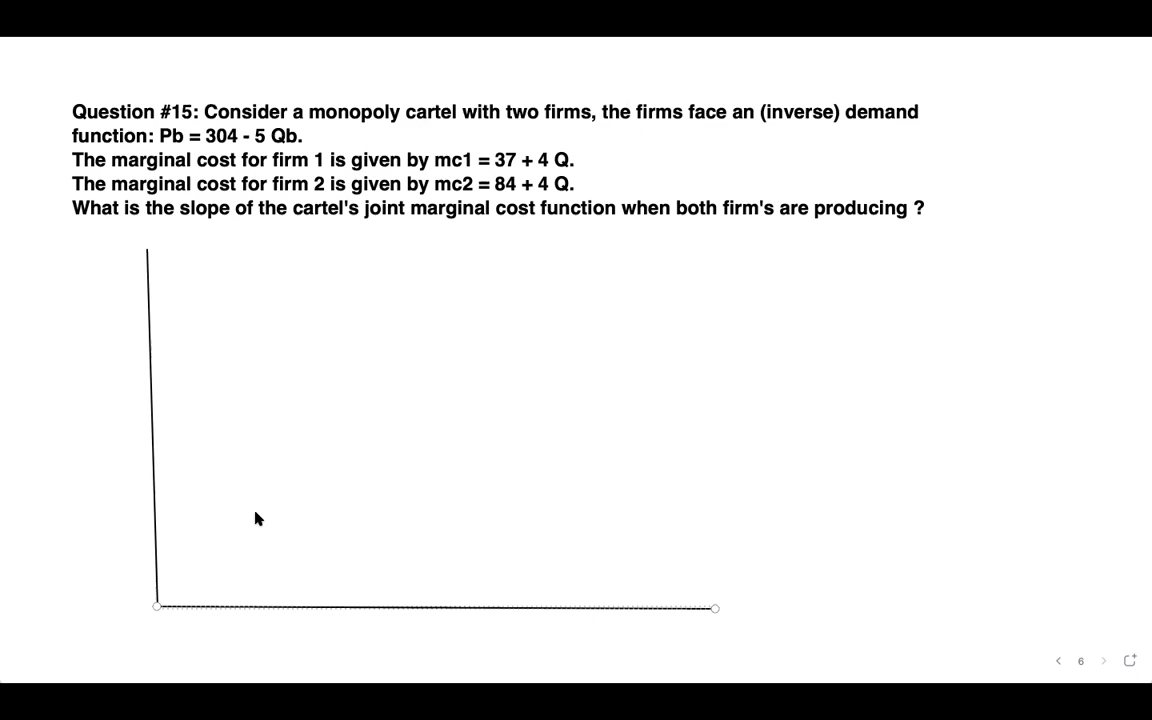 Question #15: Consider a monopoly cartel with two firms, the firms face an (inverse) demand
function: Pb = 304 - 5 Qb.
The marginal cost for firm 1 is given by mc1 = 37 + 4 Q.
The marginal cost for firm 2 is given by mc2 = 84 + 4 Q.
What is the slope of the cartel's joint marginal cost function when both firm's are producing ?
6